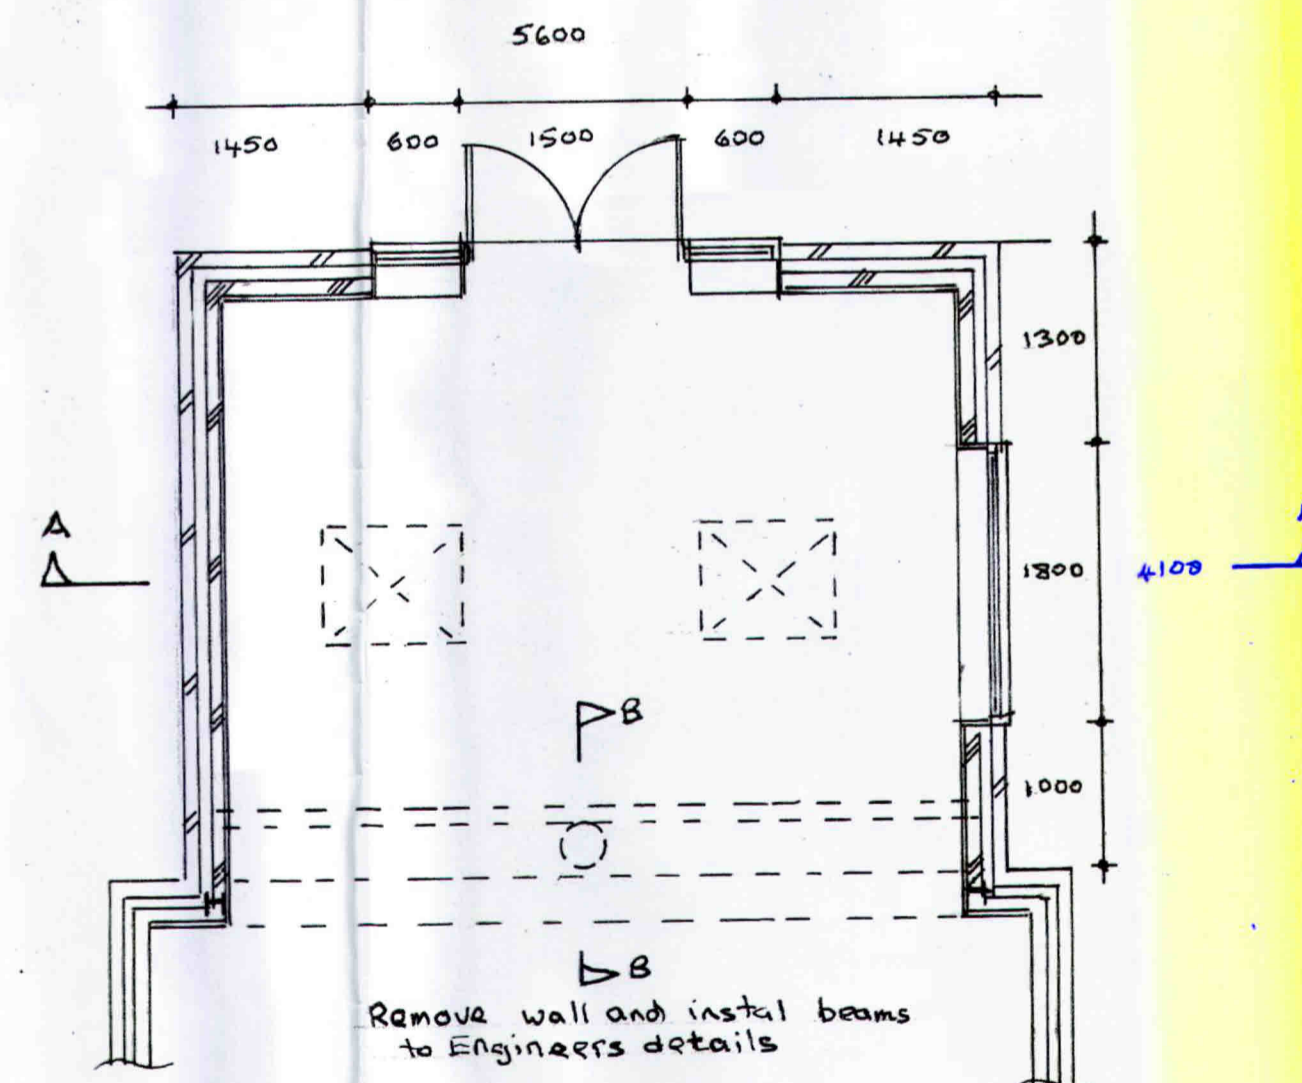 5600
1450 600 1500 600 1450
1300
A
1800 4100
B
1000
B
Remove wall and instal beams
to Engineers details